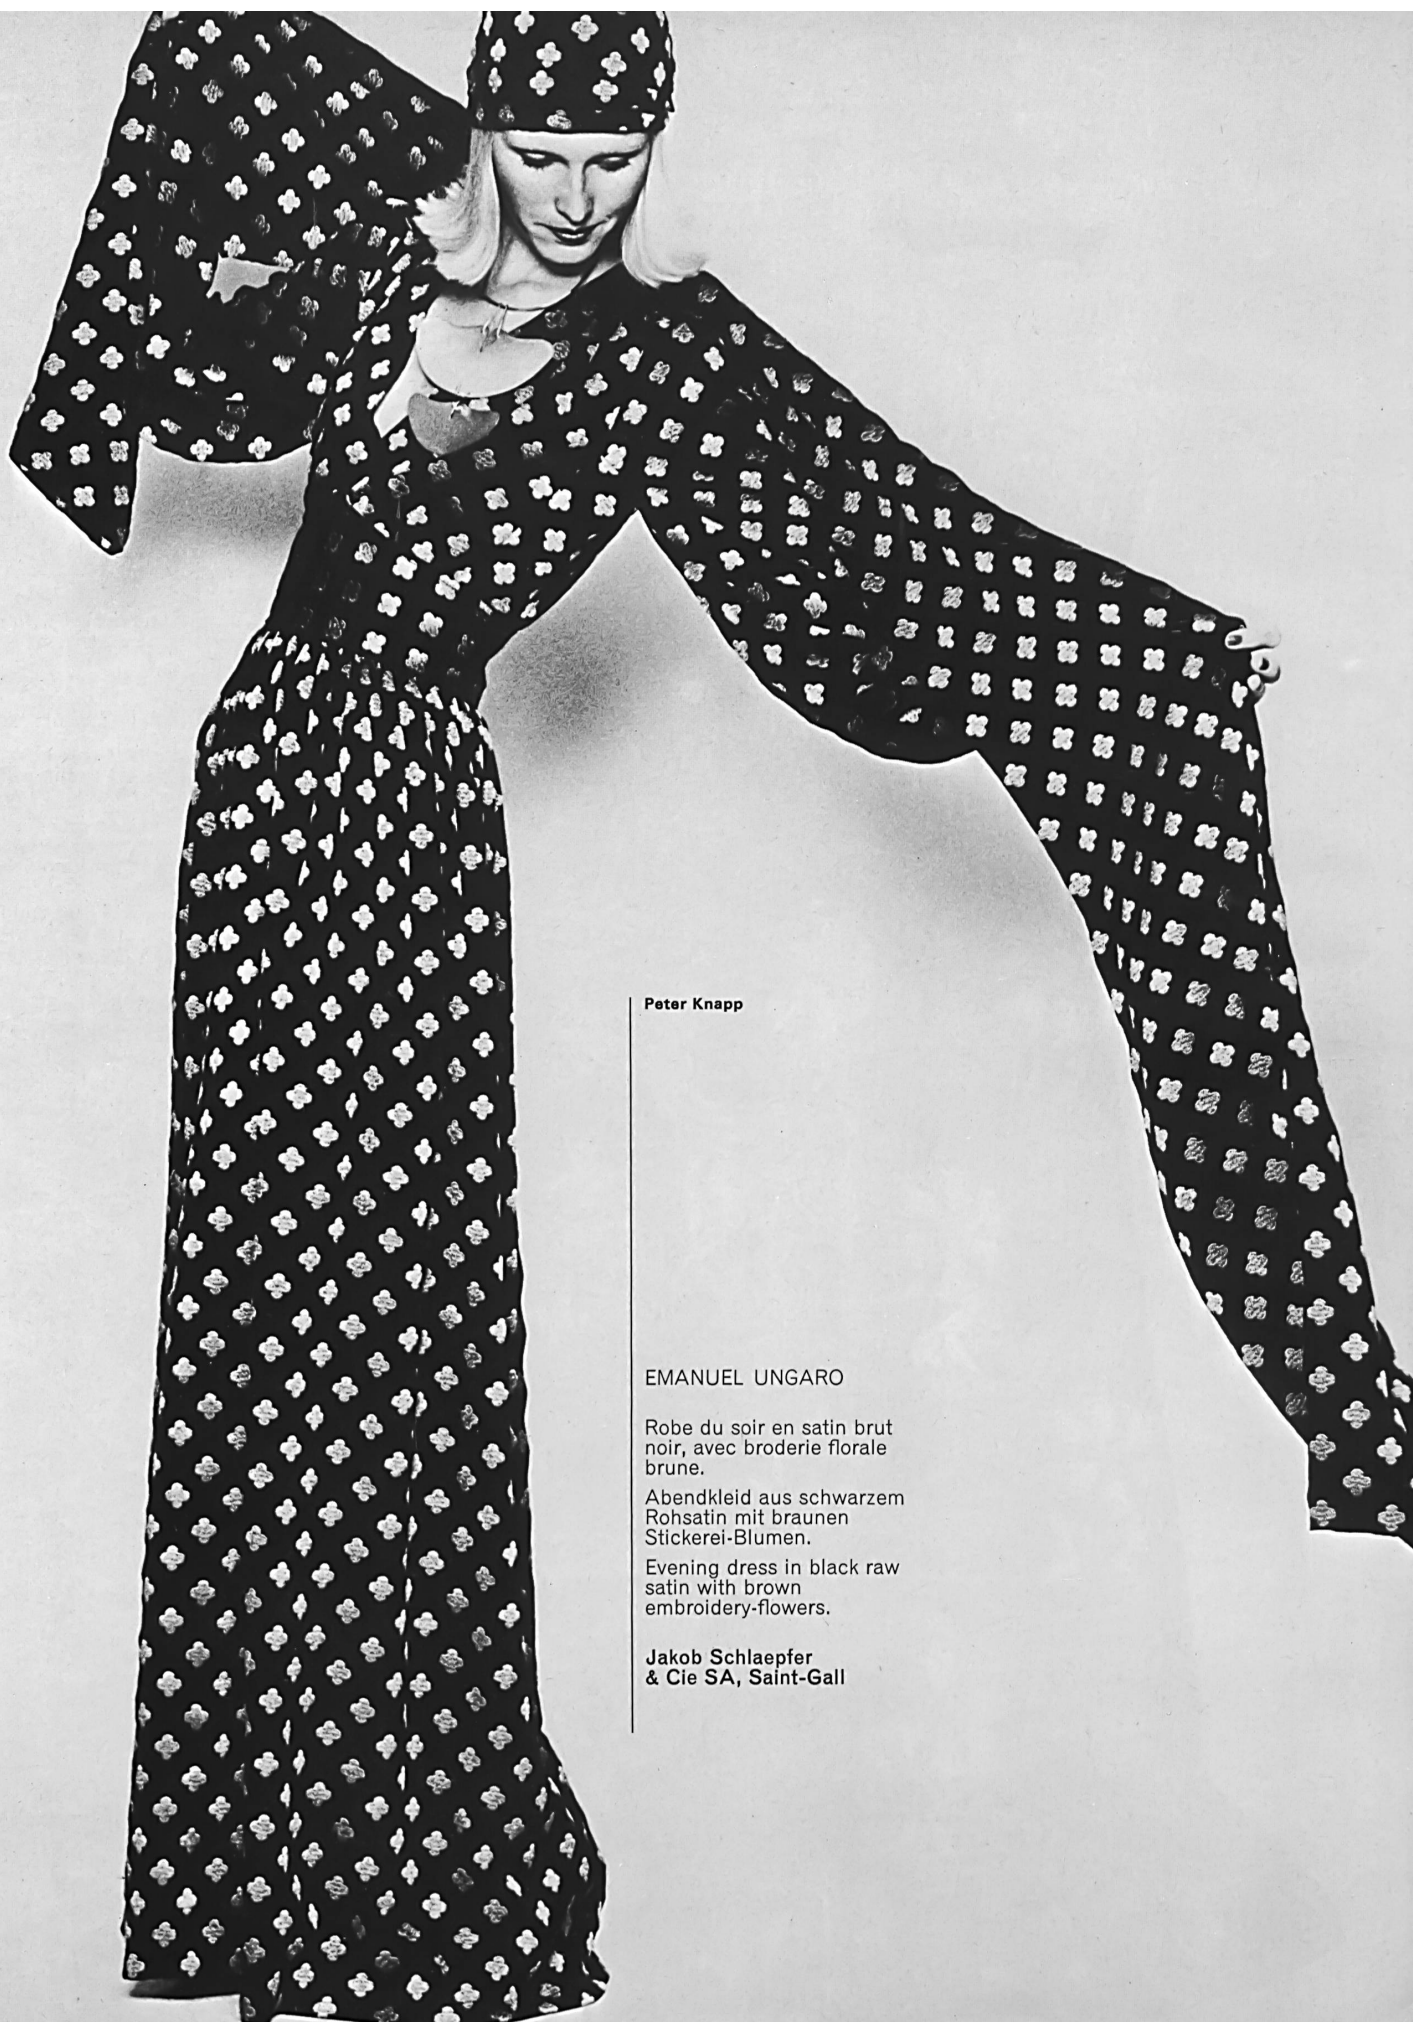 Peter Knapp
EMANUEL UNGARO
Robe du soir en satin brut
noir, avec broderie florale
brune.
Abendkleid aus schwarzem
Rohsatin mit braunen
Stickerei-Blumen.
Evening dress in black raw
satin with brown
embroidery-flowers.
Jakob Schlaepfer
& Cie SA, Saint-Gall